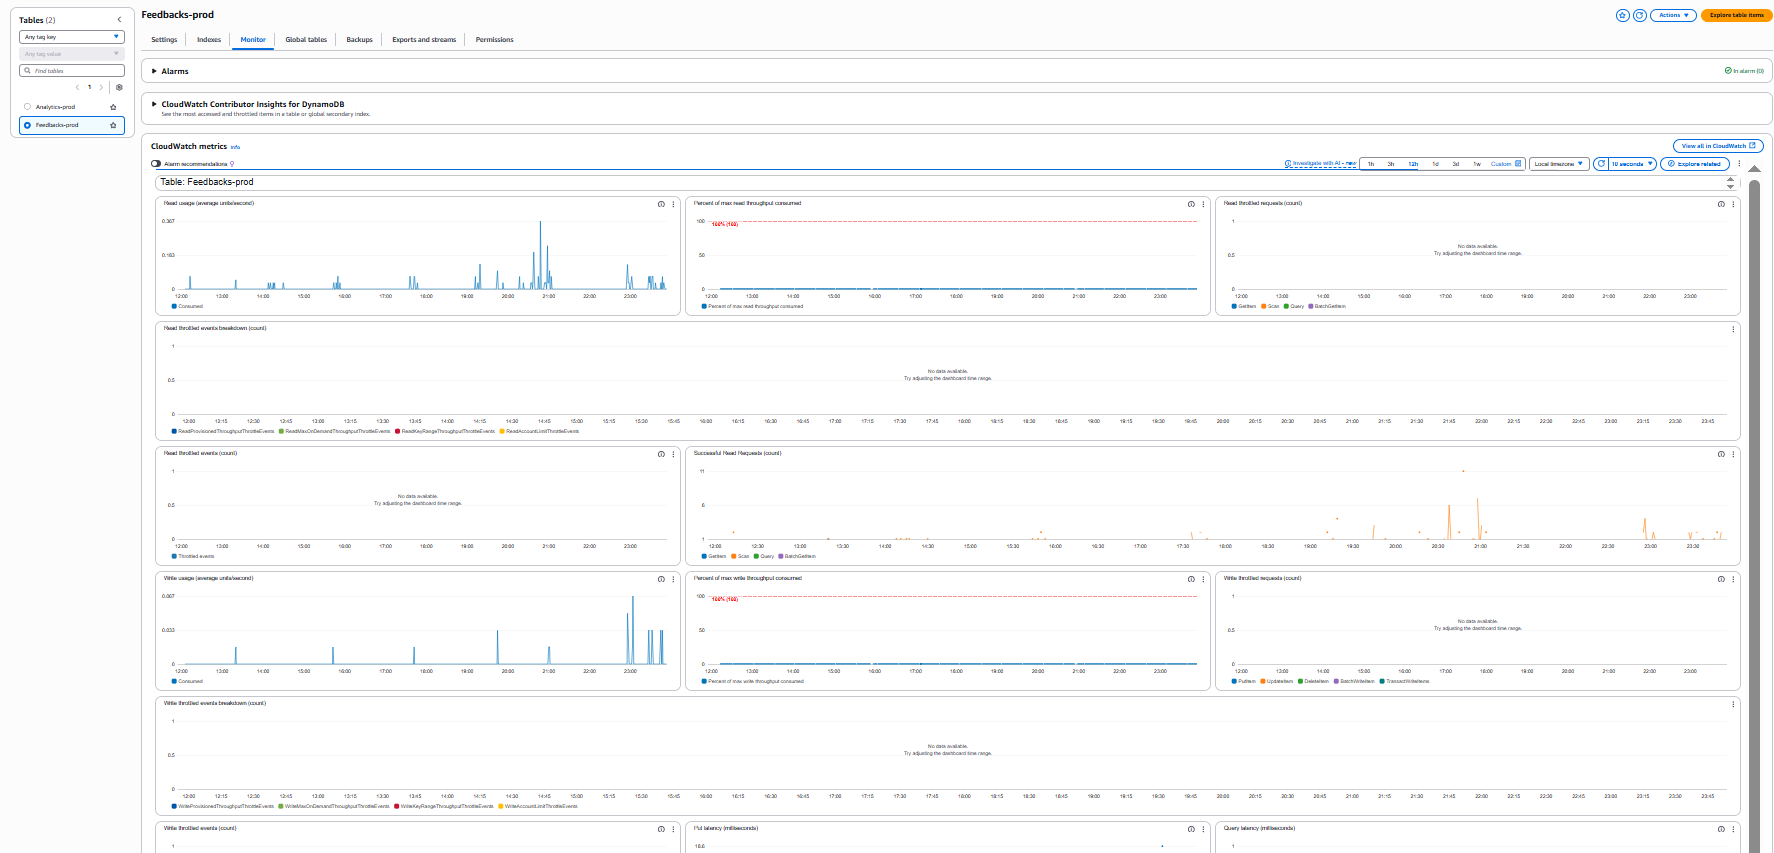 Tables (2)
Any tag key
Any tag value
Find tables
1
Analytics-prod
Feedbacks-prod
Feedbacks-prod
Actions
Explore table items
Settings
Indexes
Monitor
Global tables
Backups
Exports and streams
Permissions
Alarms
In alarm (0)
CloudWatch Contributor Insights for DynamoDB
See the most accessed and throttled items in a table or global secondary index.
CloudWatch metrics Info
View all in CloudWatch
Alarm recommendations
Investigate with AI - new
1h 3h 12h 1d 3d 1w Custom
Local timezone
10 seconds
Explore related
Table: Feedbacks-prod
Read usage (average units/second)
0.367
0.183
0
12:00 13:00 14:00 15:00 16:00 17:00 18:00 19:00 20:00 21:00 22:00 23:00
Consumed
Percent of max read throughput consumed
100
100% (100)
50
0
12:00 13:00 14:00 15:00 16:00 17:00 18:00 19:00 20:00 21:00 22:00 23:00
Percent of max read throughput consumed
Read throttled requests (count)
1
No data available.
Try adjusting the dashboard time range.
0.5
0
12:00 13:00 14:00 15:00 16:00 17:00 18:00 19:00 20:00 21:00 22:00 23:00
GetItem Scan Query BatchGetItem
Read throttled events breakdown (count)
1
No data available.
Try adjusting the dashboard time range.
0.5
0
12:00 12:15 12:30 12:45 13:00 13:15 13:30 13:45 14:00 14:15 14:30 14:45 15:00 15:15 15:30 15:45 16:00 16:15 16:30 16:45 17:00 17:15 17:30 17:45 18:00 18:15 18:30 18:45 19:00 19:15 19:30 19:45 20:00 20:15 20:30 20:45 21:00 21:15 21:30 21:45 22:00 22:15 22:30 22:45 23:00 23:15 23:30 23:45
ReadProvisionedThroughputThrottleEvents ReadMaxOnDemandThroughputThrottleEvents ReadKeyRangeThroughputThrottleEvents ReadAccountLimitThrottleEvents
Read throttled events (count)
1
No data available.
Try adjusting the dashboard time range.
0.5
0
12:00 13:00 14:00 15:00 16:00 17:00 18:00 19:00 20:00 21:00 22:00 23:00
Throttled events
Successful Read Requests (count)
11
6
1
12:00 12:30 13:00 13:30 14:00 14:30 15:00 15:30 16:00 16:30 17:00 17:30 18:00 18:30 19:00 19:30 20:00 20:30 21:00 21:30 22:00 22:30 23:00 23:30
GetItem Scan Query BatchGetItem
Write usage (average units/second)
0.067
0.033
0
12:00 13:00 14:00 15:00 16:00 17:00 18:00 19:00 20:00 21:00 22:00 23:00
Consumed
Percent of max write throughput consumed
100
100% (100)
50
0
12:00 13:00 14:00 15:00 16:00 17:00 18:00 19:00 20:00 21:00 22:00 23:00
Percent of max write throughput consumed
Write throttled requests (count)
1
No data available.
Try adjusting the dashboard time range.
0.5
0
12:00 13:00 14:00 15:00 16:00 17:00 18:00 19:00 20:00 21:00 22:00 23:00
PutItem UpdateItem DeleteItem BatchWriteItem TransactWriteItems
Write throttled events breakdown (count)
1
No data available.
Try adjusting the dashboard time range.
0.5
0
12:00 12:15 12:30 12:45 13:00 13:15 13:30 13:45 14:00 14:15 14:30 14:45 15:00 15:15 15:30 15:45 16:00 16:15 16:30 16:45 17:00 17:15 17:30 17:45 18:00 18:15 18:30 18:45 19:00 19:15 19:30 19:45 20:00 20:15 20:30 20:45 21:00 21:15 21:30 21:45 22:00 22:15 22:30 22:45 23:00 23:15 23:30 23:45
WriteProvisionedThroughputThrottleEvents WriteMaxOnDemandThroughputThrottleEvents WriteKeyRangeThroughputThrottleEvents WriteAccountLimitThrottleEvents
Write throttled events (count)
1
Put latency (milliseconds)
18.6
Query latency (milliseconds)
1